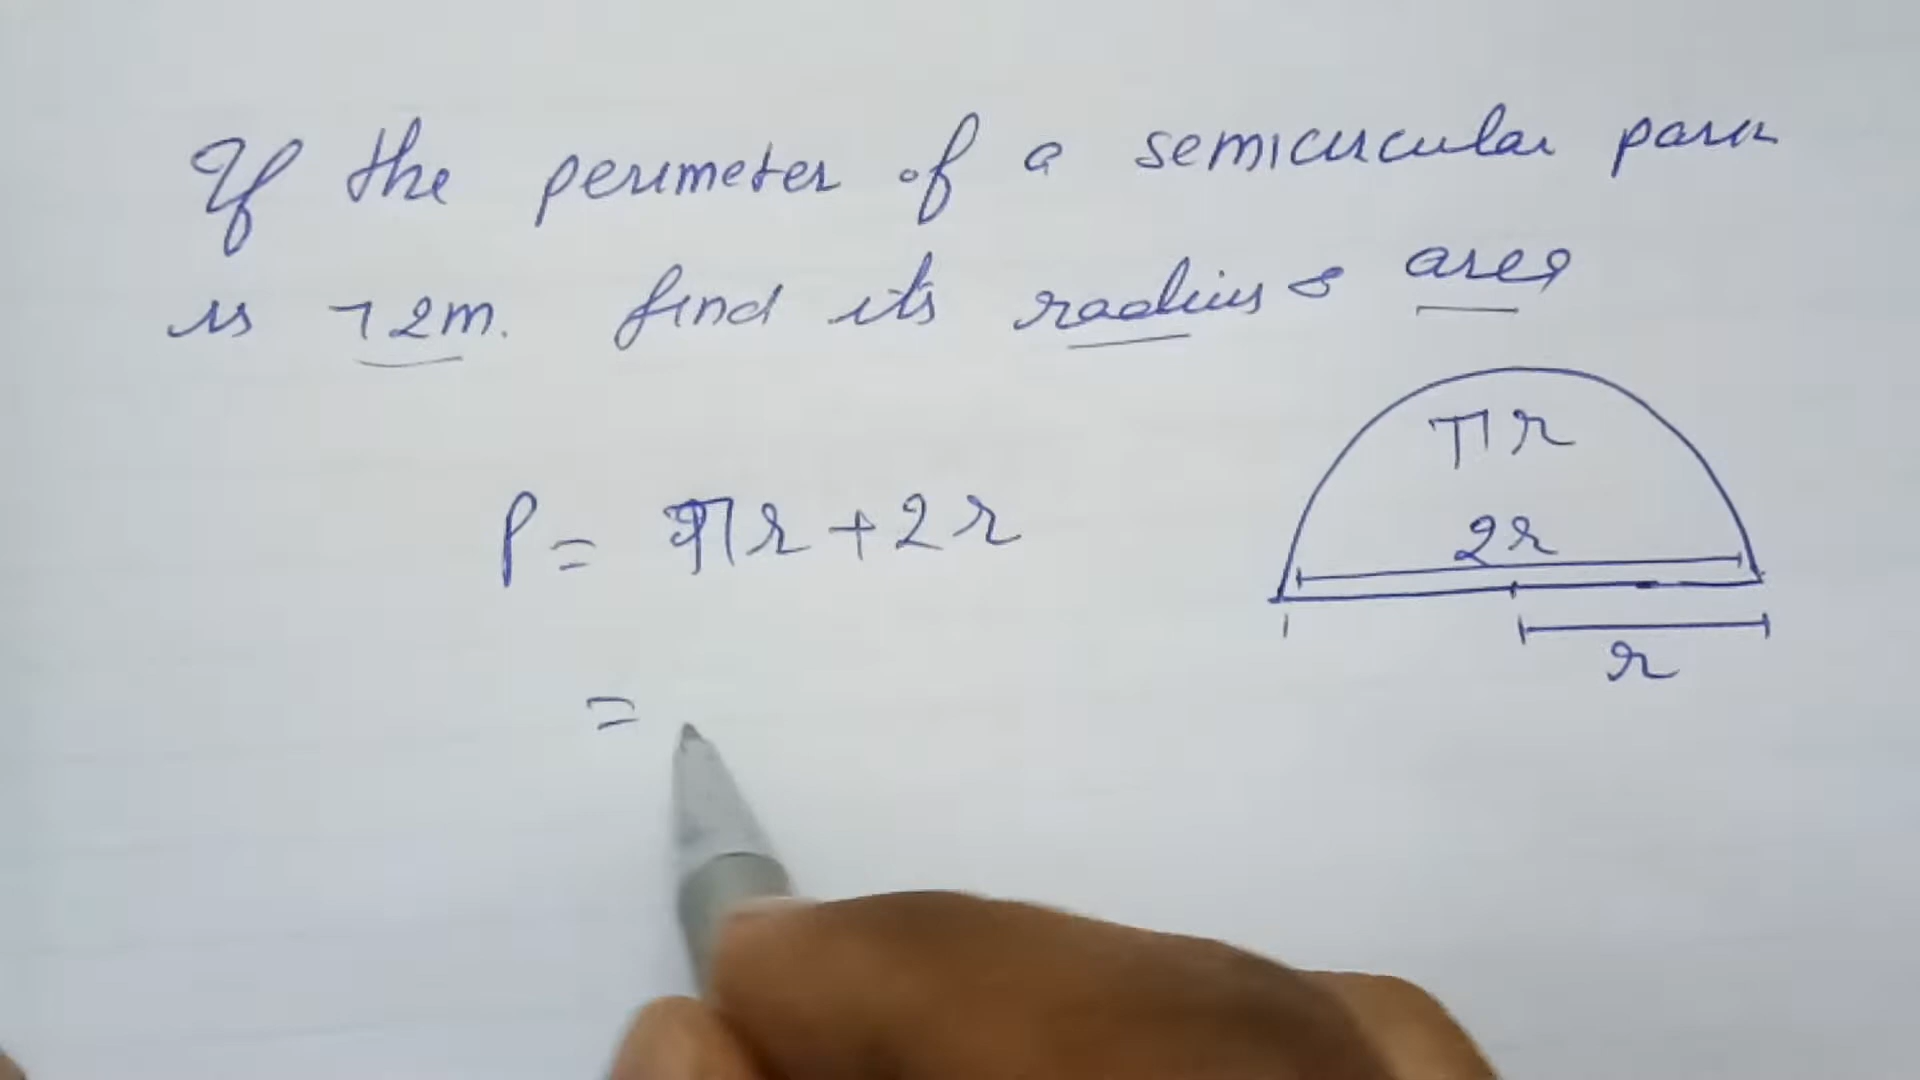 If the perimeter of a semicircular park
is 72m. find its radius & area
πr
P = πr + 2r
2r
r
=